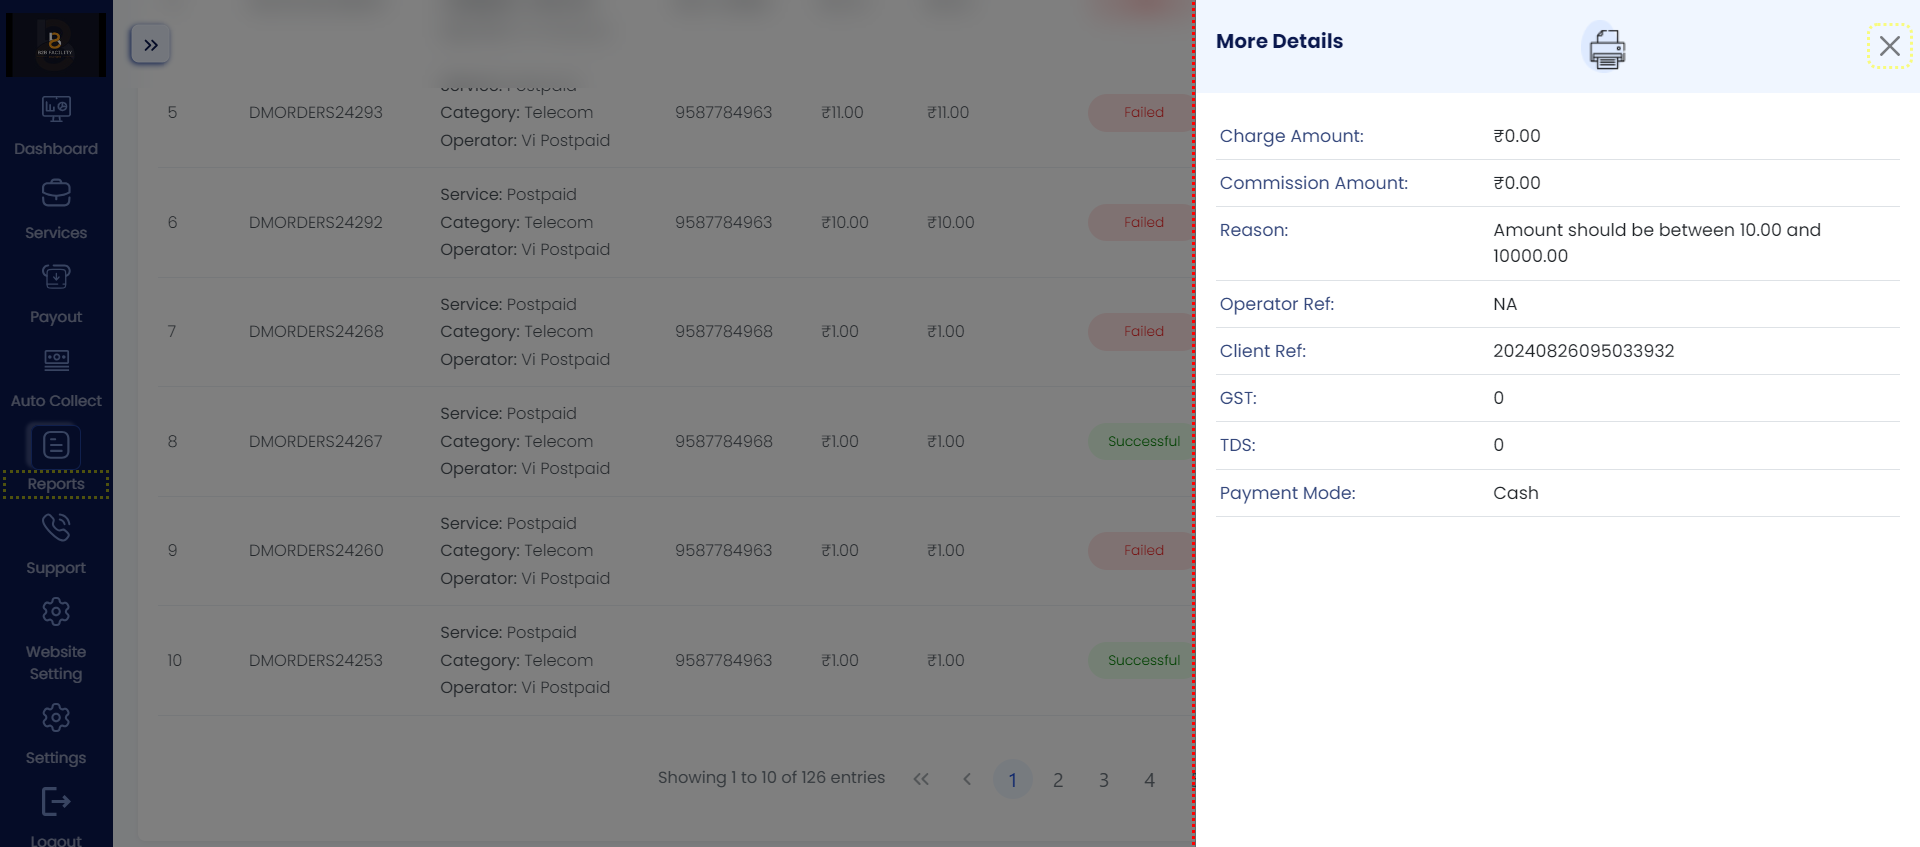 B2B FACILITY
Dashboard
Services
Payout
Auto Collect
Reports
Support
Website
Setting
Settings
Logout
Service: Postpaid
5 DMORDERS24293 Category: Telecom 9587784963 ₹11.00 ₹11.00 Failed
Operator: Vi Postpaid
Service: Postpaid
6 DMORDERS24292 Category: Telecom 9587784963 ₹10.00 ₹10.00 Failed
Operator: Vi Postpaid
Service: Postpaid
7 DMORDERS24268 Category: Telecom 9587784968 ₹1.00 ₹1.00 Failed
Operator: Vi Postpaid
Service: Postpaid
8 DMORDERS24267 Category: Telecom 9587784968 ₹1.00 ₹1.00 Successful
Operator: Vi Postpaid
Service: Postpaid
9 DMORDERS24260 Category: Telecom 9587784963 ₹1.00 ₹1.00 Failed
Operator: Vi Postpaid
Service: Postpaid
10 DMORDERS24253 Category: Telecom 9587784963 ₹1.00 ₹1.00 Successful
Operator: Vi Postpaid
Showing 1 to 10 of 126 entries « ‹ 1 2 3 4
More Details
Charge Amount: ₹0.00
Commission Amount: ₹0.00
Reason: Amount should be between 10.00 and
10000.00
Operator Ref: NA
Client Ref: 20240826095033932
GST: 0
TDS: 0
Payment Mode: Cash